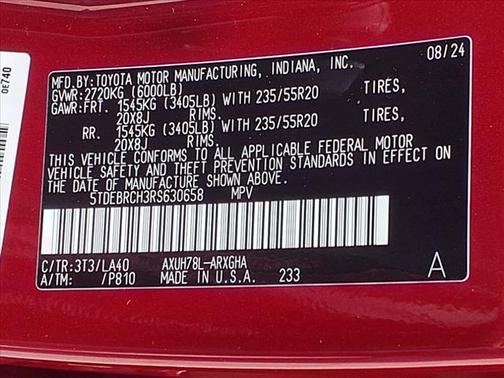 0E740
08/24
MFD.BY:TOYOTA MOTOR MANUFACTURING, INDIANA, INC.
GVWR:2720KG (6000LB)
GAWR:FRT. 1545KG (3405LB) WITH 235/55R20 TIRES,
20X8J RIMS.
RR. 1545KG (3405LB) WITH 235/55R20 TIRES,
20X8J RIMS.
THIS VEHICLE CONFORMS TO ALL APPLICABLE FEDERAL MOTOR
VEHICLE SAFETY AND THEFT PREVENTION STANDARDS IN EFFECT ON
THE DATE OF MANUFACTURE SHOWN ABOVE.
5TDEBRCH3RS630658 MPV
C/TR:3T3/LA40 AXUH78L-ARXGHA
A/TM: /P810 MADE IN U.S.A. 233 A